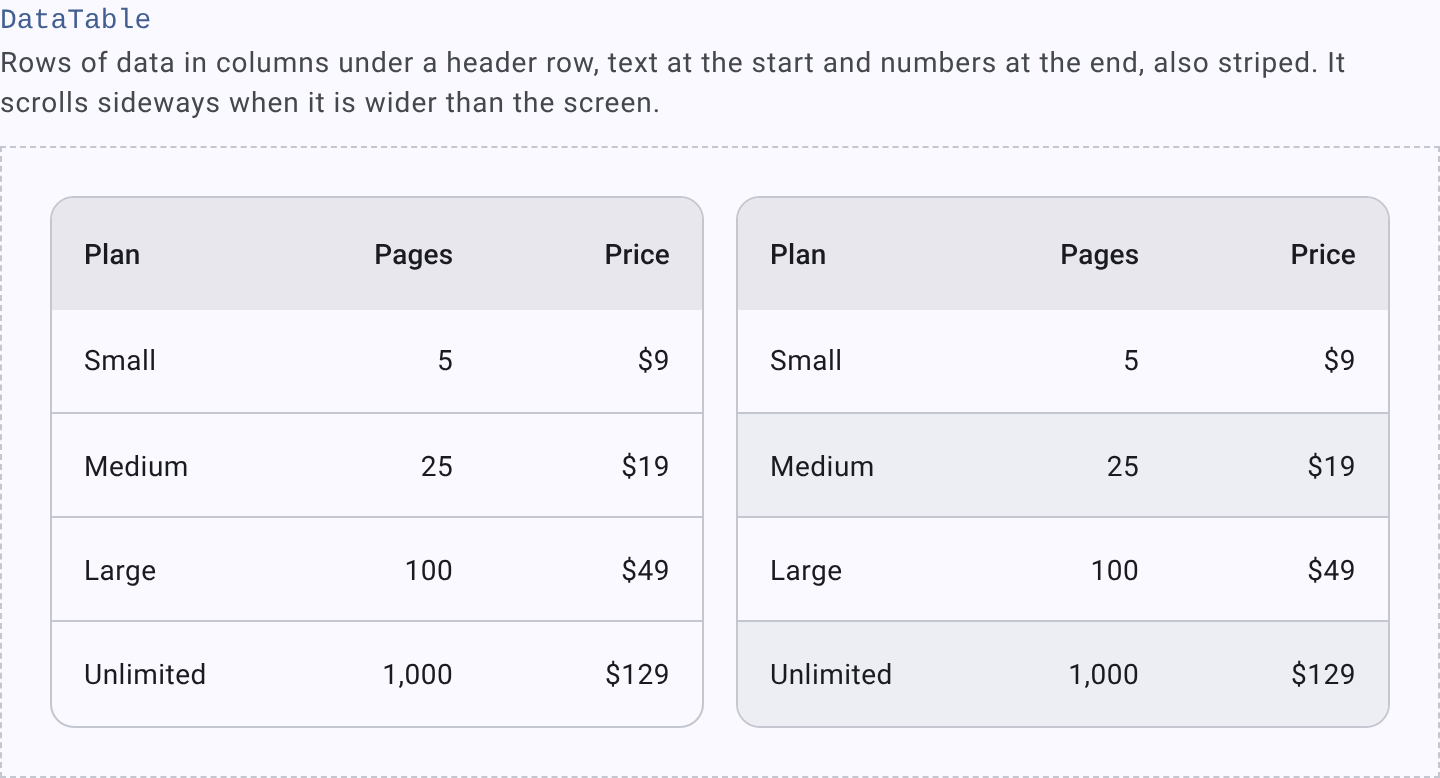 DataTable
Rows of data in columns under a header row, text at the start and numbers at the end, also striped. It
scrolls sideways when it is wider than the screen.
Plan Pages Price
Small 5 $9
Medium 25 $19
Large 100 $49
Unlimited 1,000 $129
Plan Pages Price
Small 5 $9
Medium 25 $19
Large 100 $49
Unlimited 1,000 $129